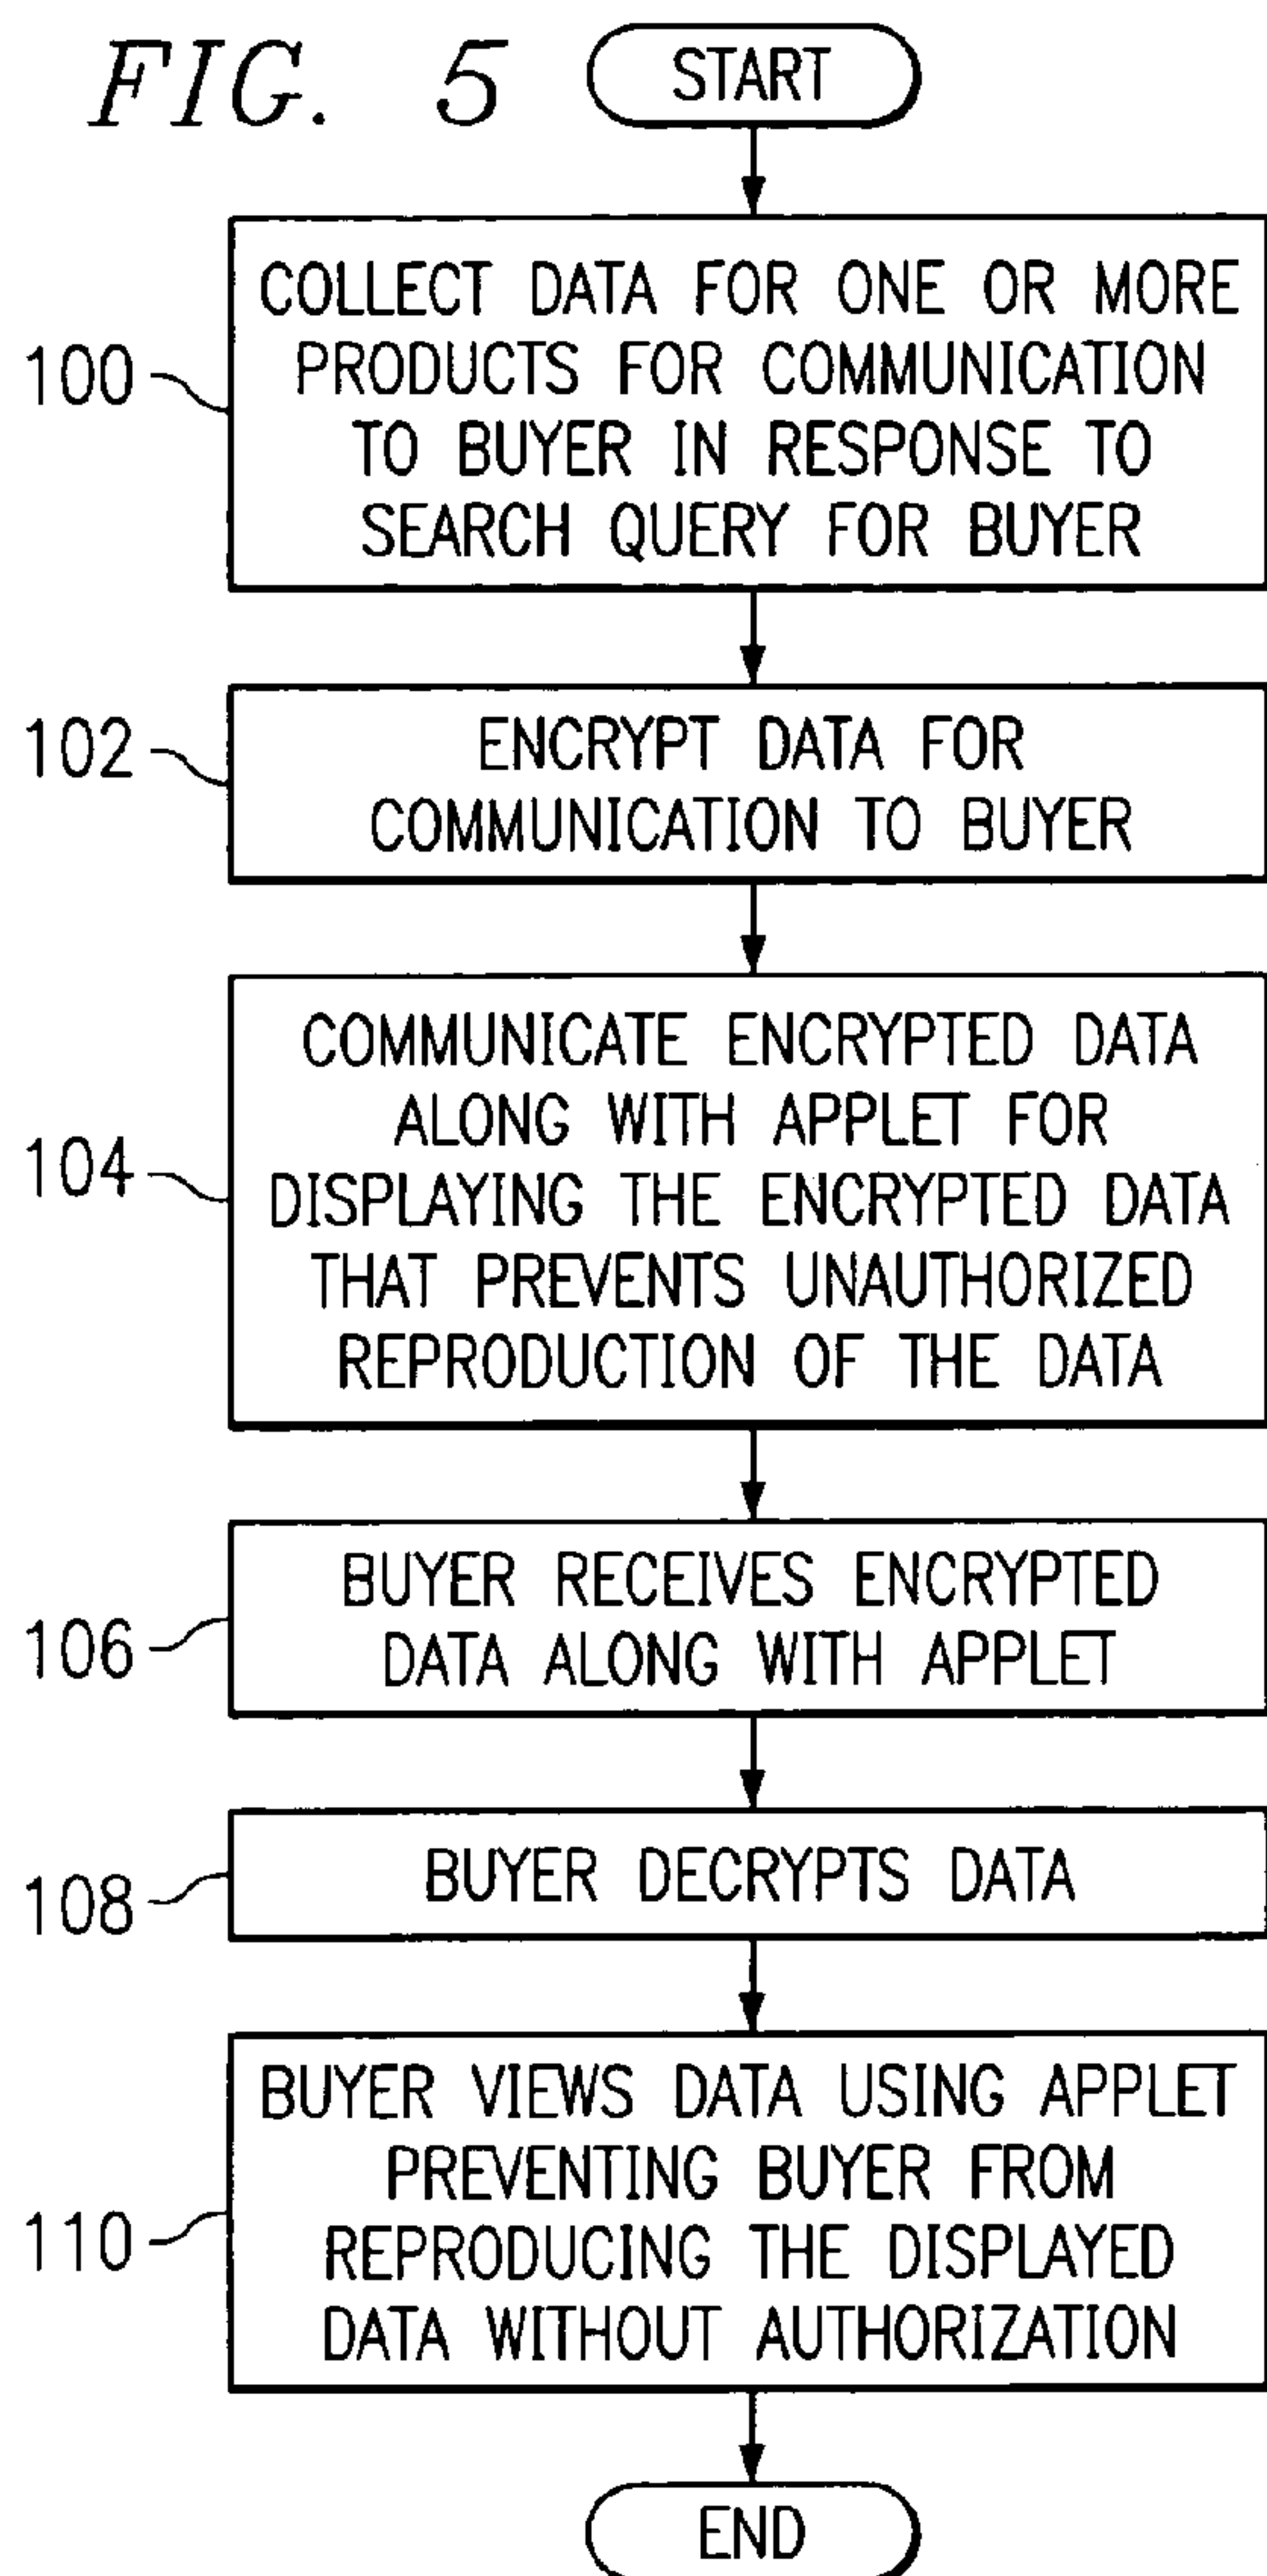 FIG. 5
START
100
COLLECT DATA FOR ONE OR MORE
PRODUCTS FOR COMMUNICATION
TO BUYER IN RESPONSE TO
SEARCH QUERY FOR BUYER
102
ENCRYPT DATA FOR
COMMUNICATION TO BUYER
104
COMMUNICATE ENCRYPTED DATA
ALONG WITH APPLET FOR
DISPLAYING THE ENCRYPTED DATA
THAT PREVENTS UNAUTHORIZED
REPRODUCTION OF THE DATA
106
BUYER RECEIVES ENCRYPTED
DATA ALONG WITH APPLET
108
BUYER DECRYPTS DATA
110
BUYER VIEWS DATA USING APPLET
PREVENTING BUYER FROM
REPRODUCING THE DISPLAYED
DATA WITHOUT AUTHORIZATION
END